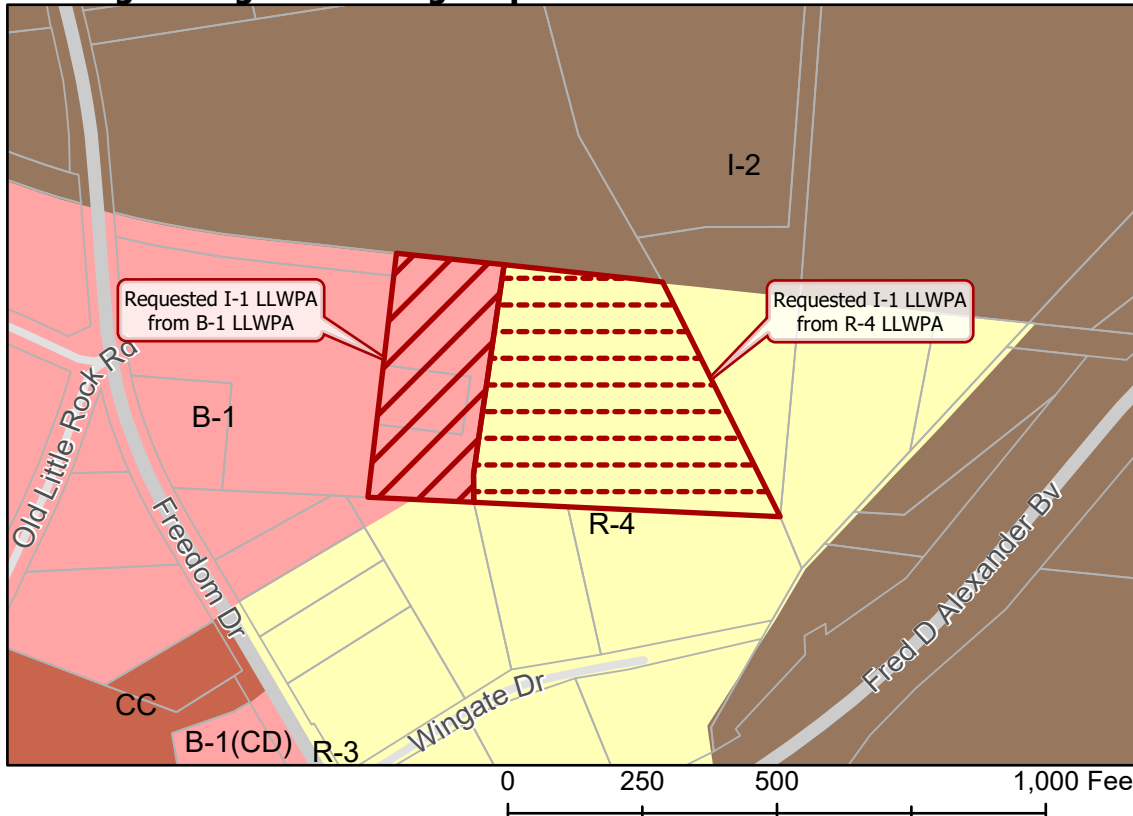 I-2
Requested I-1 LLWPA
from B-1 LLWPA
Requested I-1 LLWPA
from R-4 LLWPA
Old Little Rock Rd
B-1
Freedom Dr
R-4
Fred D Alexander Bv
Wingate Dr
CC
B-1(CD)
R-3
0 250 500 1,000 Fee